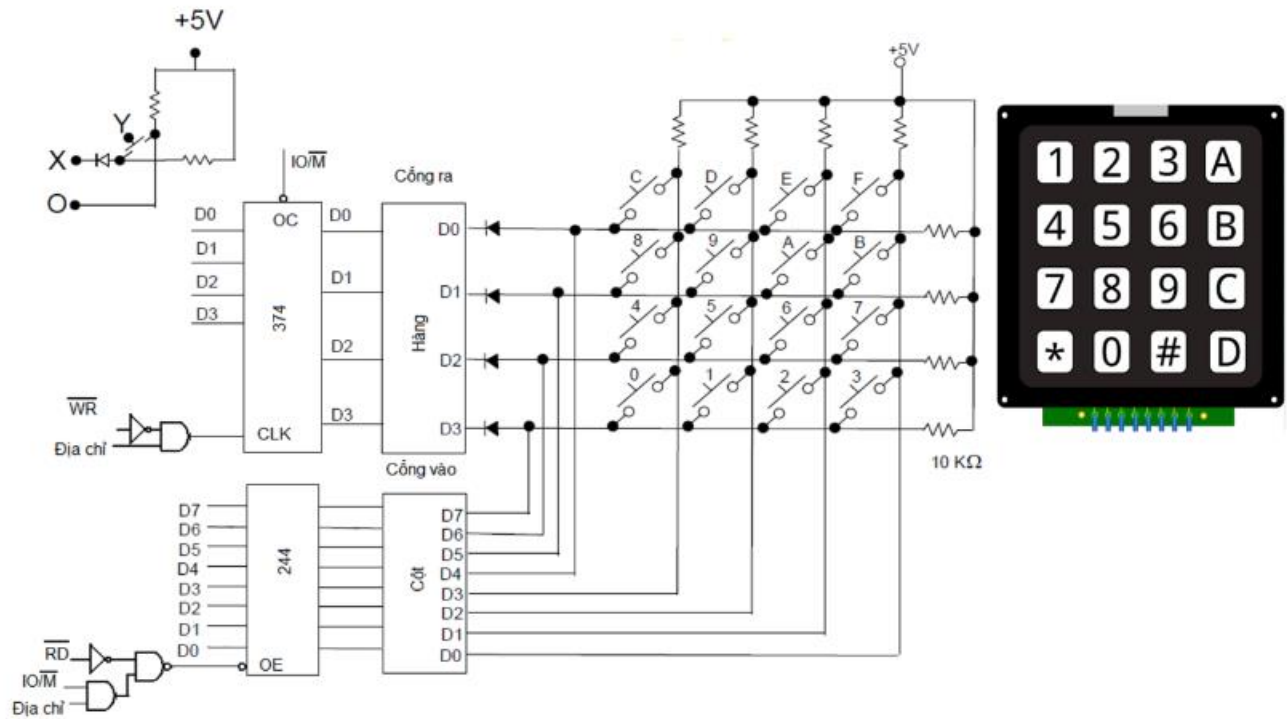 +5V
Y
X
O
IO/M̅
+5V
Cổng ra
D0
D1
D2
D3
OC
374
CLK
D0
D1
D2
D3
Hàng
D0
D1
D2
D3
W̅R̅
Địa chỉ
C D E F
8 9 A B
4 5 6 7
0 1 2 3
10 KΩ
Cổng vào
D7
D6
D5
D4
D3
D2
D1
D0
244
OE
Cột
D7
D6
D5
D4
D3
D2
D1
D0
R̅D̅
IO/M̅
Địa chỉ
1 2 3 A
4 5 6 B
7 8 9 C
* 0 # D